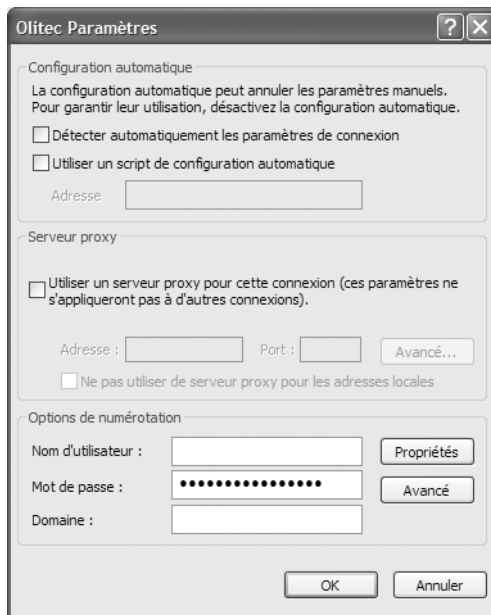 Olitec Paramètres
Configuration automatique
La configuration automatique peut annuler les paramètres manuels.
Pour garantir leur utilisation, désactivez la configuration automatique.
Détecter automatiquement les paramètres de connexion
Utiliser un script de configuration automatique
Adresse
Serveur proxy
Utiliser un serveur proxy pour cette connexion (ces paramètres ne
s'appliqueront pas à d'autres connexions).
Adresse :
Port :
Avancé...
Ne pas utiliser de serveur proxy pour les adresses locales
Options de numérotation
Nom d'utilisateur :
Propriétés
Mot de passe :
••••••••••••••••
Avancé
Domaine :
OK
Annuler